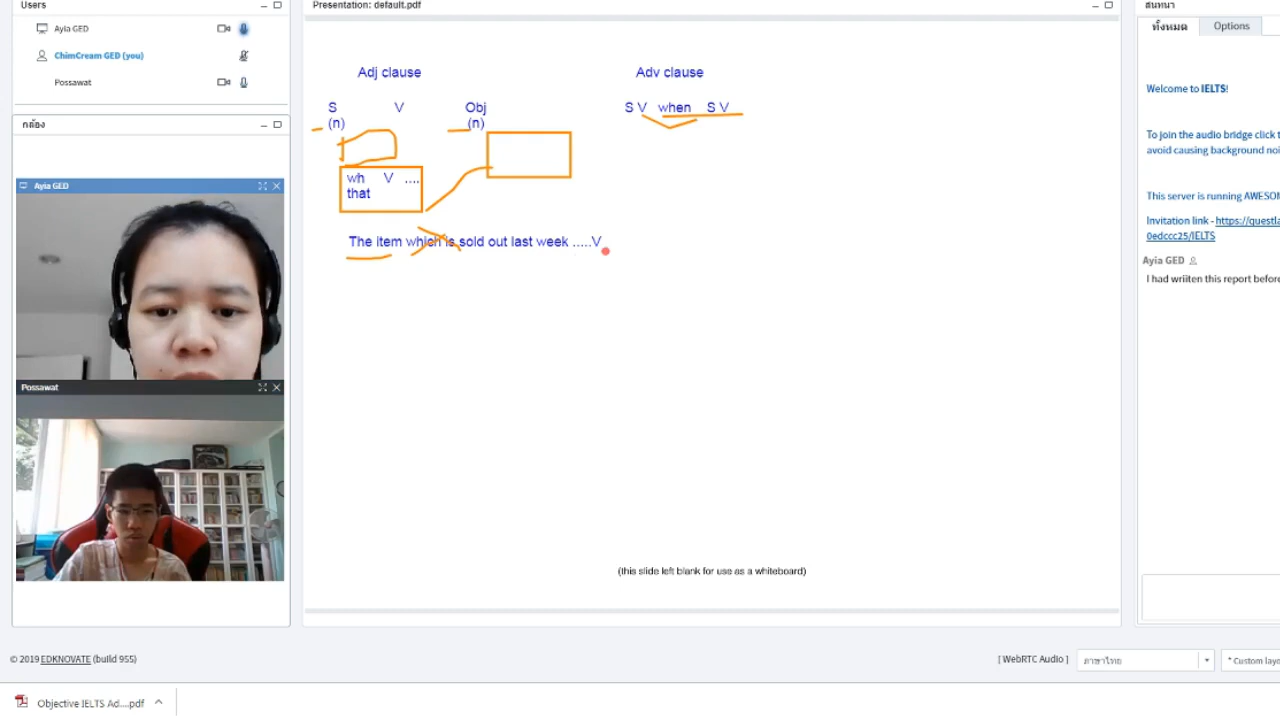 Users
Presentation: default.pdf
สนทนา
Ayia GED
ChimCream GED (you)
Possawat
ทั้งหมด Options
กล้อง
Ayia GED
Possawat
Adj clause
Adv clause
S V Obj
(n) (n)
S V when S V
wh V ....
that
The item which is sold out last week .....V
(this slide left blank for use as a whiteboard)
Welcome to IELTS!
To join the audio bridge click t
avoid causing background noi
This server is running AWESON
Invitation link - https://questla
0edccc25/IELTS
Ayia GED
I had wriiten this report before
© 2019 EDKNOVATE (build 955)
[ WebRTC Audio ] ภาษาไทย * Custom layo
Objective IELTS Ad....pdf